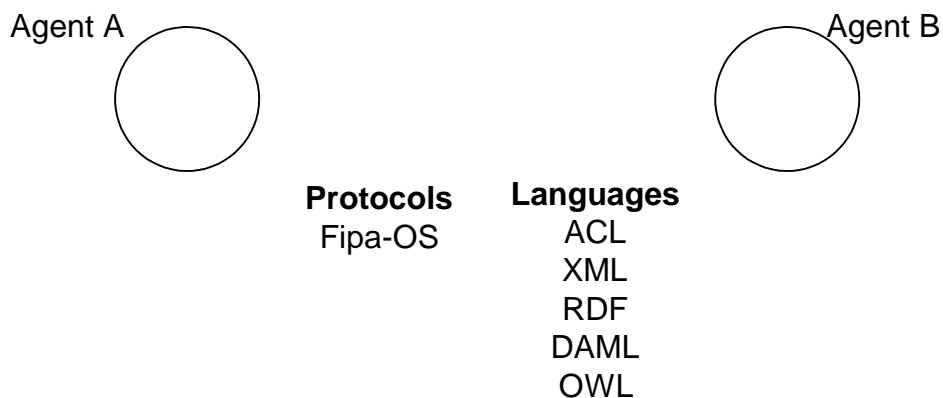 Agent A
Agent B
Protocols
Fipa-OS
Languages
ACL
XML
RDF
DAML
OWL